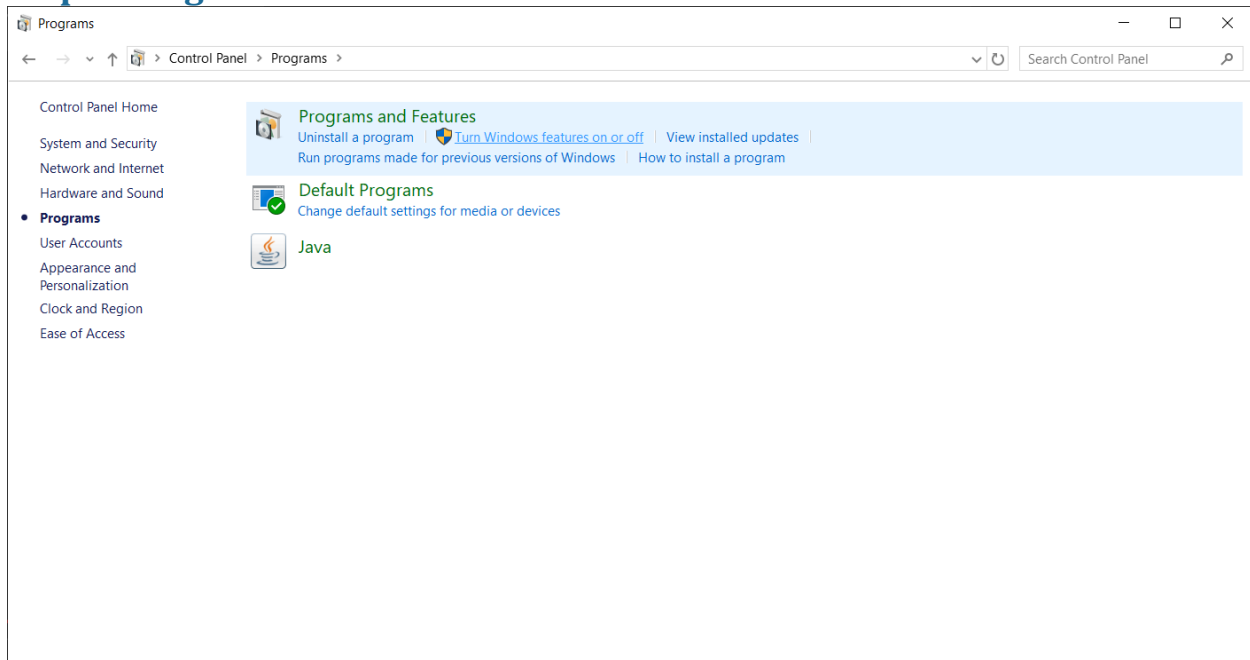 Programs
Control Panel > Programs >
Search Control Panel
Control Panel Home
System and Security
Network and Internet
Hardware and Sound
Programs
User Accounts
Appearance and
Personalization
Clock and Region
Ease of Access
Programs and Features
Uninstall a program
Turn Windows features on or off
View installed updates
Run programs made for previous versions of Windows
How to install a program
Default Programs
Change default settings for media or devices
Java